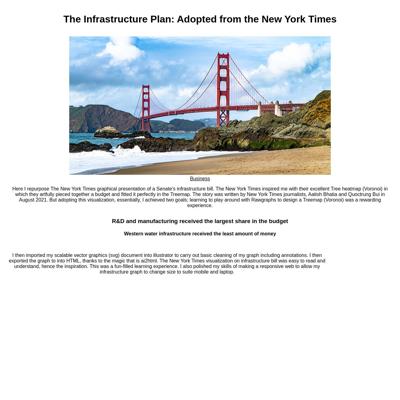 The Infrastructure Plan: Adopted from the New York Times
Business
Here I repurpose The New York Times graphical presentation of a Senate's infrastructure bill. The New York Times inspired me with their excellent Tree heatmap (Voronoi) in
which they artfully pieced together a budget and fitted it perfectly in the Treemap. The story was written by New York Times journalists, Aatish Bhatia and Quoctrung Bui in
August 2021. But adopting this visualization, essentially, I achieved two goals; learning to play around with Rawgraphs to design a Treemap (Voronoi) was a rewarding
experience.
R&D and manufacturing received the largest share in the budget
Western water infrastructure received the least amount of money
I then imported my scalable vector graphics (svg) document into illustrator to carry out basic cleaning of my graph including annotations. I then
exported the graph to into HTML, thanks to the magic that is ai2html. The New York Times visualization on infrastructure bill was easy to read and
understand, hence the inspiration. This was a fun-filled learning experience. I also polished my skills of making a responsive web to allow my
infrastructure graph to change size to suite mobile and laptop.